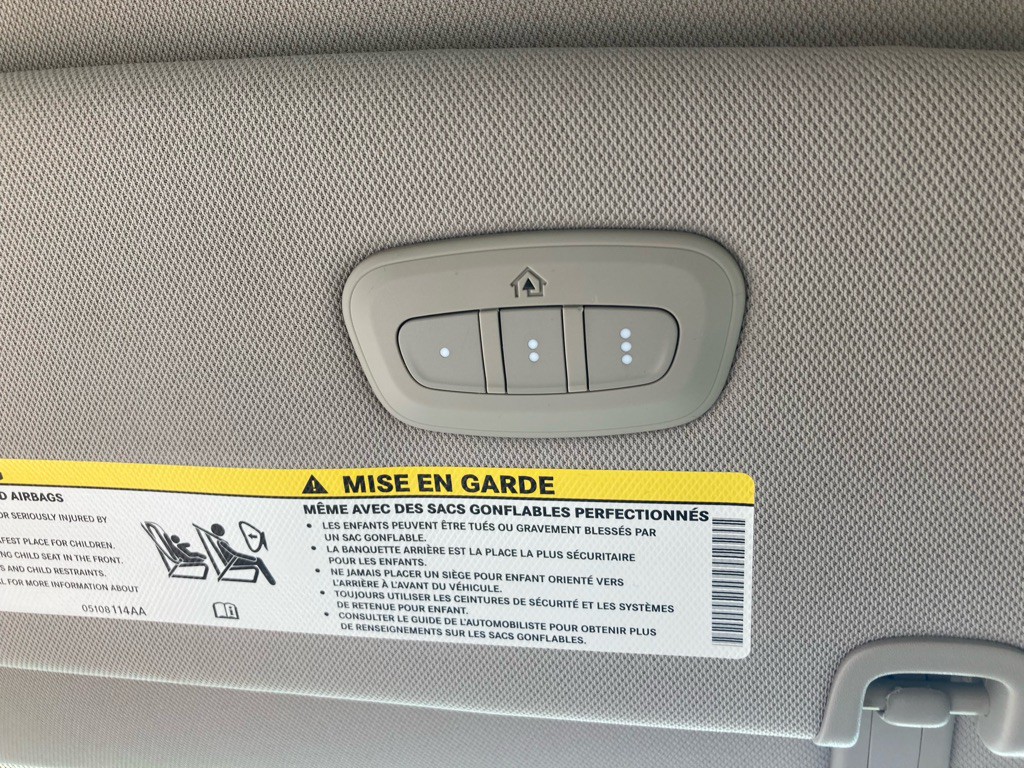 D AIRBAGS
OR SERIOUSLY INJURED BY
AFEST PLACE FOR CHILDREN.
NG CHILD SEAT IN THE FRONT.
S AND CHILD RESTRAINTS.
AL FOR MORE INFORMATION ABOUT
05108114AA
MISE EN GARDE
MÊME AVEC DES SACS GONFLABLES PERFECTIONNÉS
• LES ENFANTS PEUVENT ÊTRE TUÉS OU GRAVEMENT BLESSÉS PAR
UN SAC GONFLABLE.
• LA BANQUETTE ARRIÈRE EST LA PLACE LA PLUS SÉCURITAIRE
POUR LES ENFANTS.
• NE JAMAIS PLACER UN SIÈGE POUR ENFANT ORIENTÉ VERS
L'ARRIÈRE À L'AVANT DU VÉHICULE.
• TOUJOURS UTILISER LES CEINTURES DE SÉCURITÉ ET LES SYSTÈMES
DE RETENUE POUR ENFANT.
• CONSULTER LE GUIDE DE L'AUTOMOBILISTE POUR OBTENIR PLUS
DE RENSEIGNEMENTS SUR LES SACS GONFLABLES.